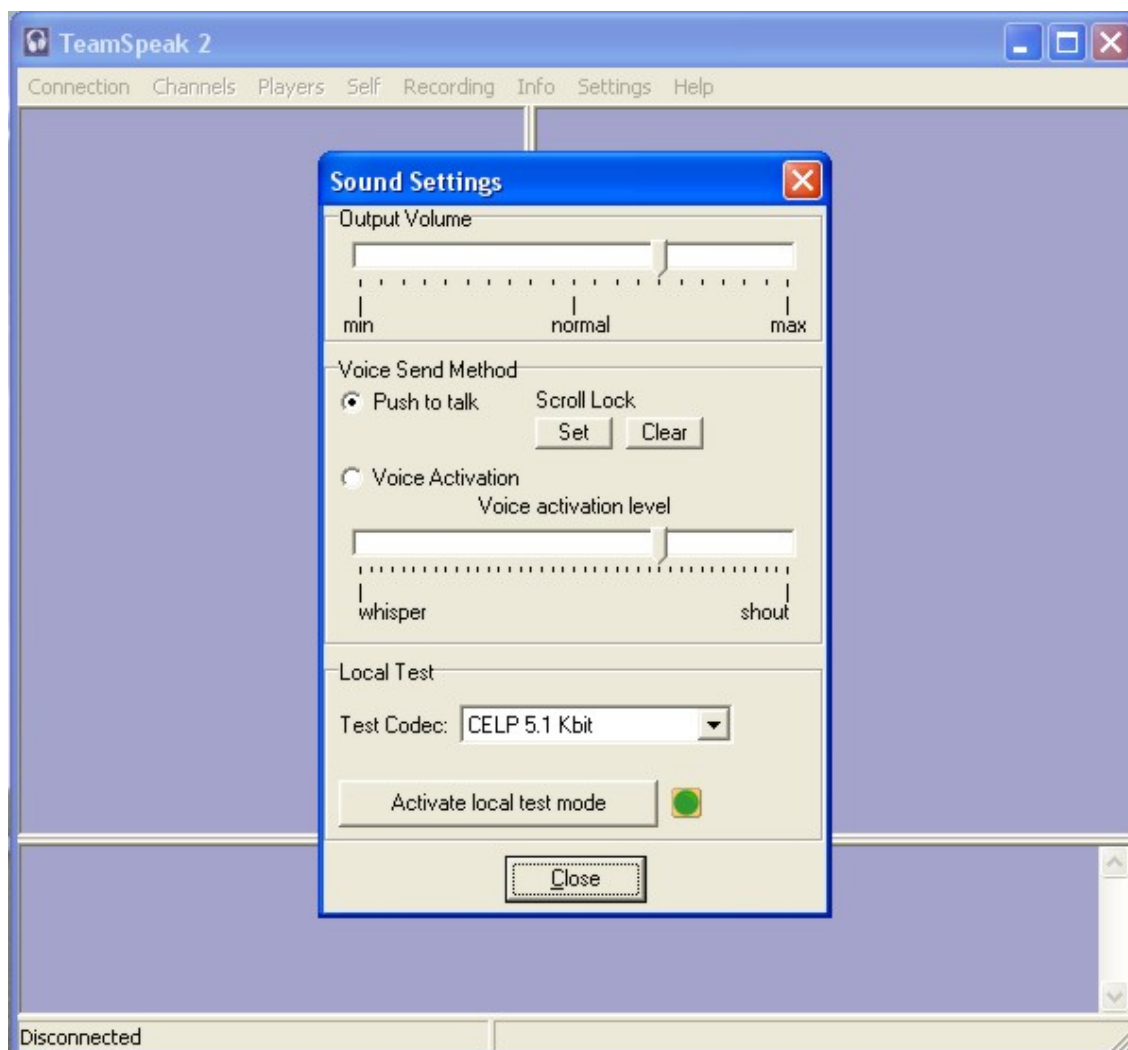 TeamSpeak 2
Connection Channels Players Self Recording Info Settings Help
Sound Settings
Output Volume
min normal max
Voice Send Method
Push to talk Scroll Lock
Set Clear
Voice Activation
Voice activation level
whisper shout
Local Test
Test Codec: CELP 5.1 Kbit
Activate local test mode
Close
Disconnected